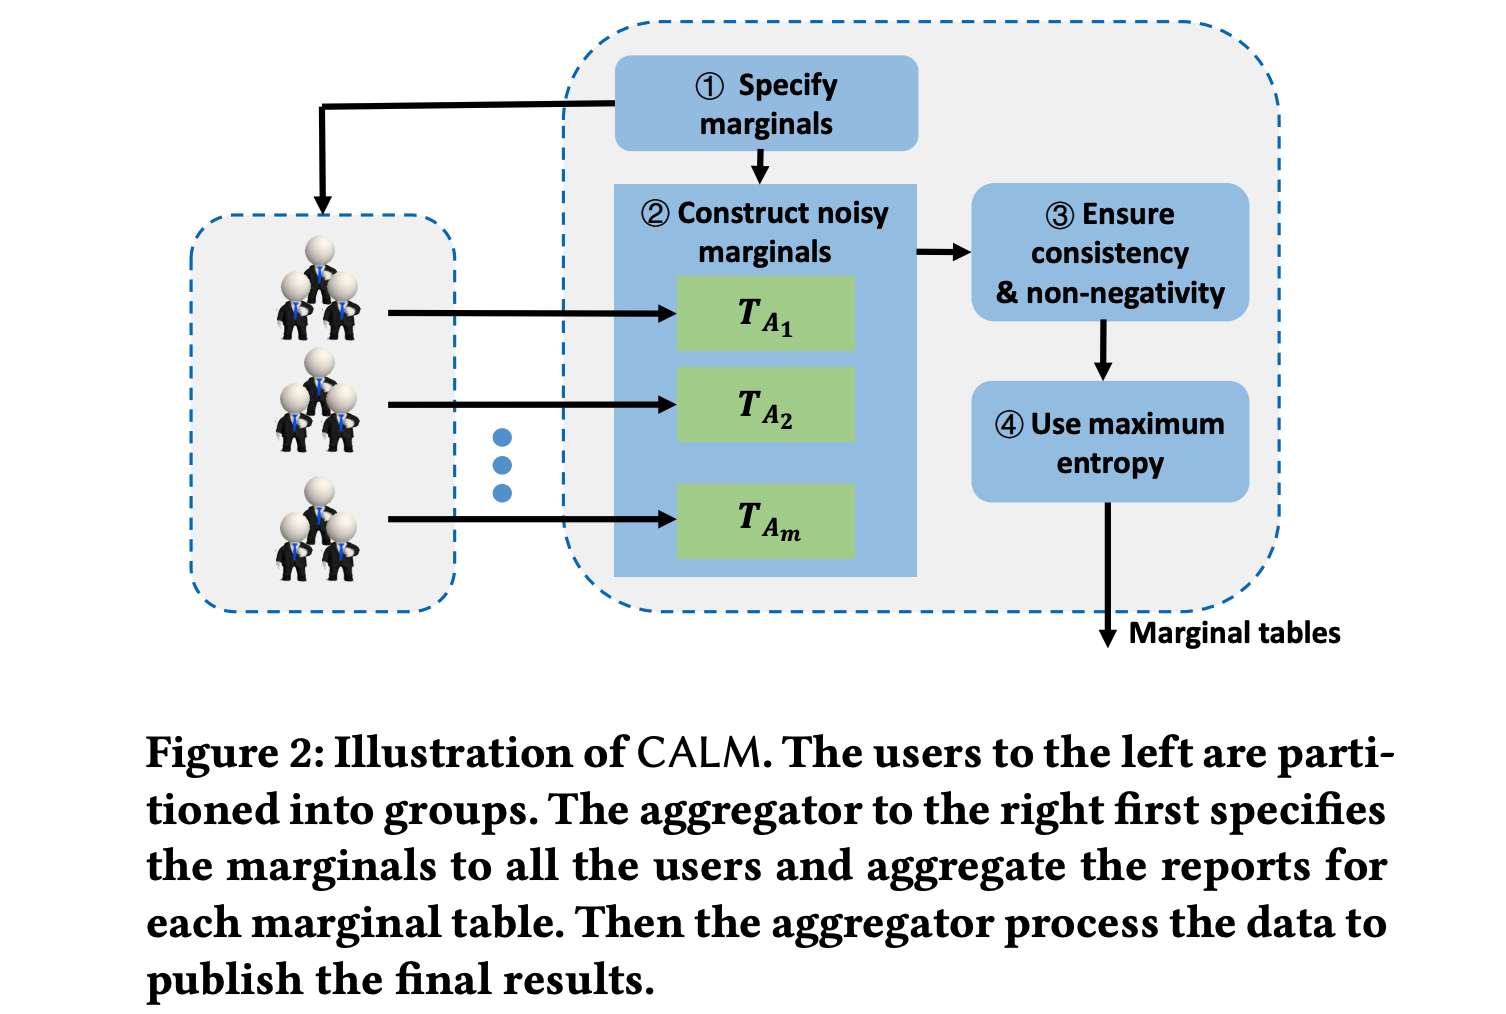 ① Specify
marginals
② Construct noisy
marginals
T_{A_1}
T_{A_2}
T_{A_m}
③ Ensure
consistency
& non-negativity
④ Use maximum
entropy
Marginal tables
Figure 2: Illustration of CALM. The users to the left are parti-
tioned into groups. The aggregator to the right first specifies
the marginals to all the users and aggregate the reports for
each marginal table. Then the aggregator process the data to
publish the final results.